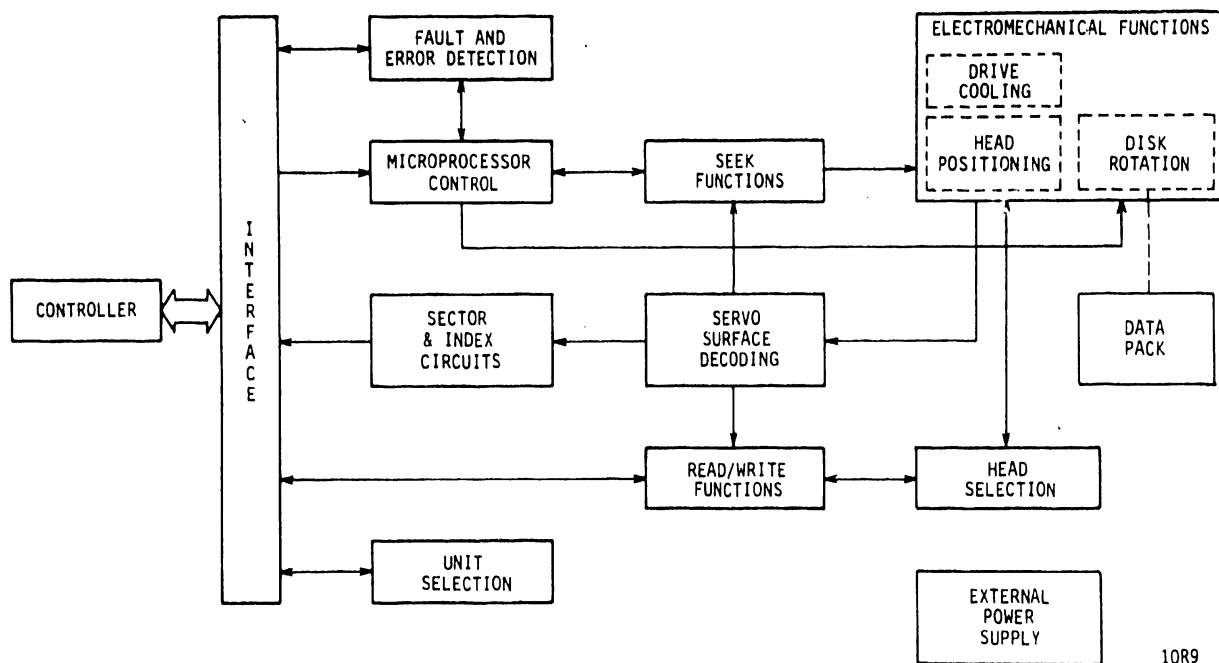 FAULT AND
ERROR DETECTION
ELECTROMECHANICAL FUNCTIONS
DRIVE
COOLING
MICROPROCESSOR
CONTROL
SEEK
FUNCTIONS
HEAD
POSITIONING
DISK
ROTATION
INTERFACE
CONTROLLER
SECTOR
& INDEX
CIRCUITS
SERVO
SURFACE
DECODING
DATA
PACK
READ/WRITE
FUNCTIONS
HEAD
SELECTION
UNIT
SELECTION
EXTERNAL
POWER
SUPPLY
10R9